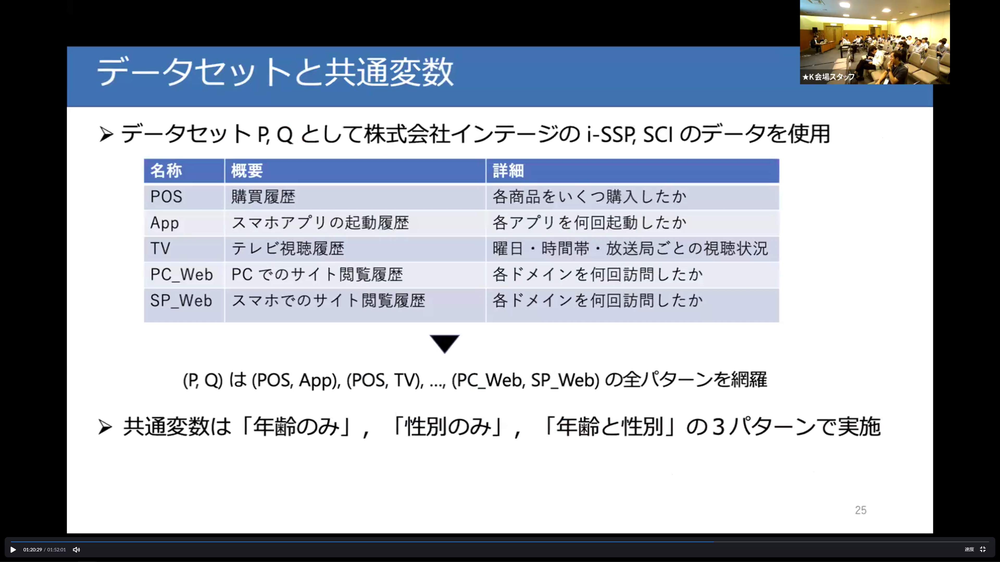 ★K会場スタッフ
データセットと共通変数
➢ データセット P, Q として株式会社インテージの i-SSP, SCI のデータを使用
名称 概要 詳細
POS 購買履歴 各商品をいくつ購入したか
App スマホアプリの起動履歴 各アプリを何回起動したか
TV テレビ視聴履歴 曜日・時間帯・放送局ごとの視聴状況
PC_Web PC でのサイト閲覧履歴 各ドメインを何回訪問したか
SP_Web スマホでのサイト閲覧履歴 各ドメインを何回訪問したか
(P, Q) は (POS, App), (POS, TV), ..., (PC_Web, SP_Web) の全パターンを網羅
➢ 共通変数は「年齢のみ」，「性別のみ」，「年齢と性別」の３パターンで実施
25
01:20:29 / 01:52:01 速度